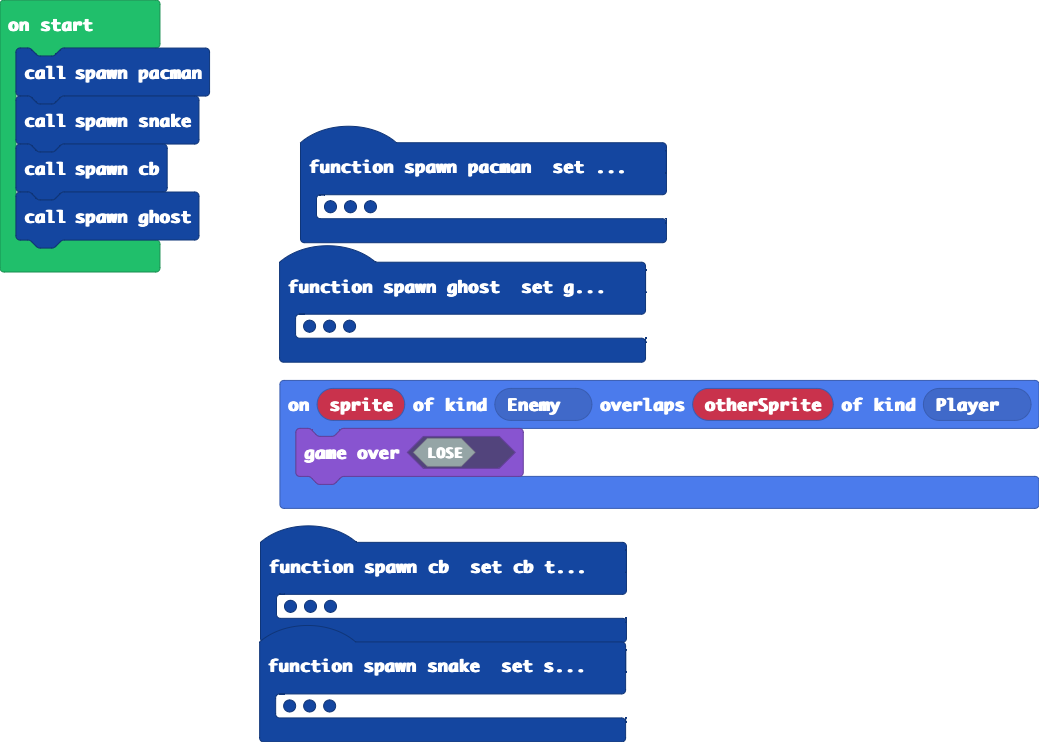 on start
call spawn pacman
call spawn snake
call spawn cb
call spawn ghost
function spawn pacman set ...
function spawn ghost set g...
on sprite of kind Enemy overlaps otherSprite of kind Player
game over LOSE
function spawn cb set cb t...
function spawn snake set s...